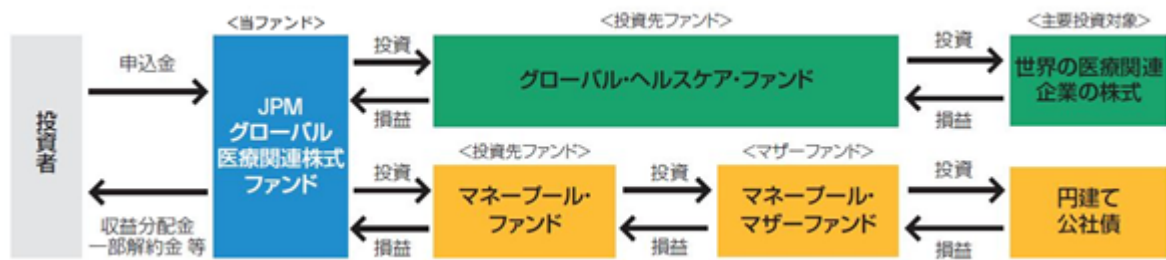 <当ファンド>
<投資先ファンド>
<主要投資対象>
投資者
申込金
収益分配金
一部解約金 等
JPM
グローバル
医療関連株式
ファンド
投資
損益
グローバル・ヘルスケア・ファンド
投資
損益
世界の医療関連
企業の株式
<投資先ファンド>
<マザーファンド>
投資
損益
マネープール・
ファンド
投資
損益
マネープール・
マザーファンド
投資
損益
円建て
公社債